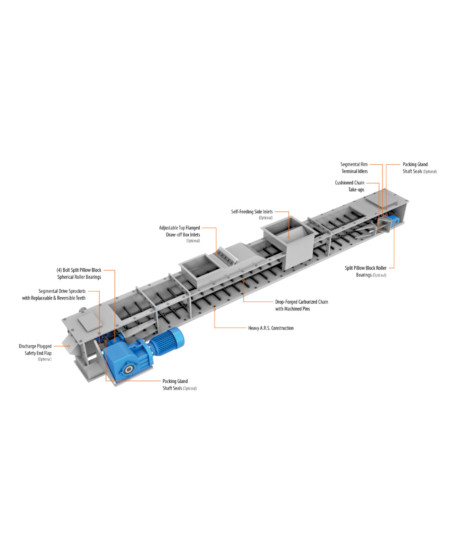 Segmental-Rim
Terminal Idlers
Packing Gland
Shaft Seals (Optional)
Cushioned Chain
Take-ups
Self-Feeding Side Inlets
(Optional)
Adjustable Top Flanged
Draw-off Box Inlets
(Optional)
(4) Bolt Split Pillow Block
Spherical Roller Bearings
Split Pillow Block Roller
Bearings (Optional)
Segmental Drive Sprockets
with Replaceable & Reversible Teeth
Drop-Forged Carburized Chain
with Machined Pins
Heavy A.R.S. Construction
Discharge Plugged
Safety End Flap
(Optional)
Packing Gland
Shaft Seals (Optional)